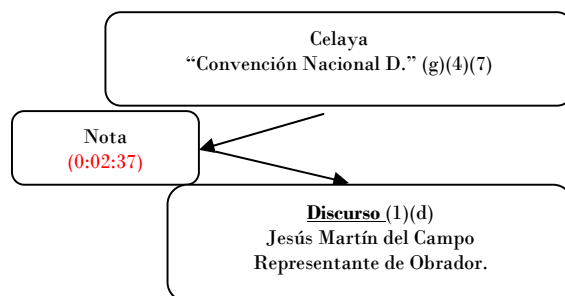 Celaya
“Convención Nacional D.” (g)(4)(7)
Nota
(0:02:37)
Discurso (1)(d)
Jesús Martín del Campo
Representante de Obrador.